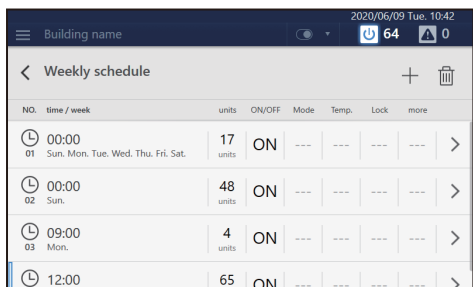 2020/06/09 Tue. 10:42
Building name 64 0
Weekly schedule
NO. time / week units ON/OFF Mode Temp. Lock more
00:00 17 ON --- --- --- ---
01 Sun. Mon. Tue. Wed. Thu. Fri. Sat. units
00:00 48 ON --- --- --- ---
02 Sun. units
09:00 4 ON --- --- --- ---
03 Mon. units
12:00 65 ON --- --- --- ---